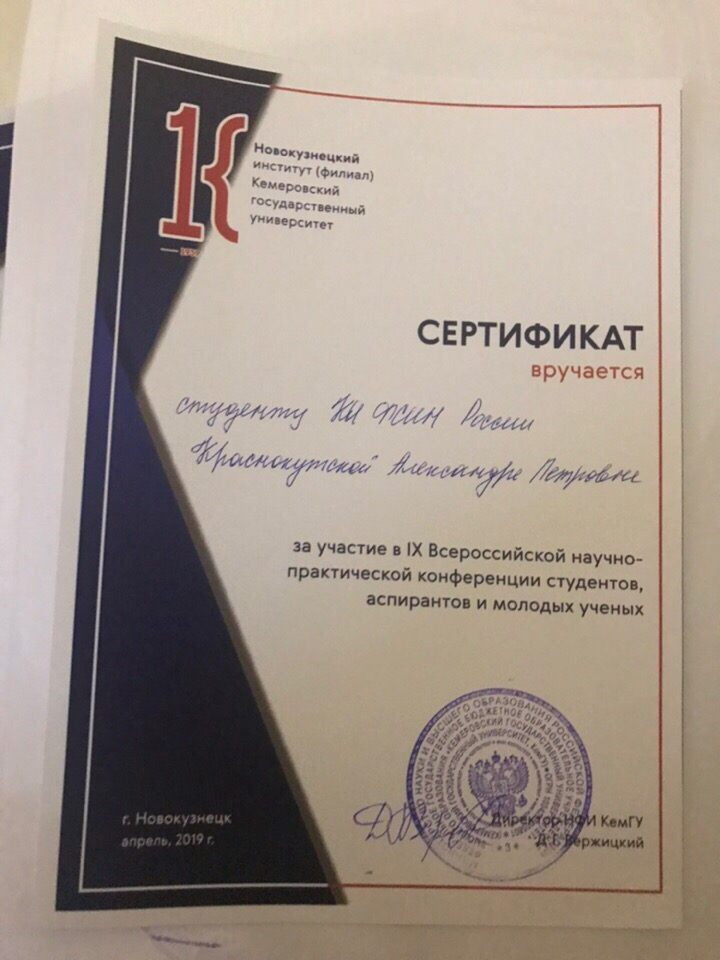 Новокузнецкий
институт (филиал)
Кемеровский
государственный
университет
СЕРТИФИКАТ
вручается
студенту КИ ФСИН России
Краснокутской Александре Петровне
за участие в IX Всероссийской научно-
практической конференции студентов,
аспирантов и молодых ученых
г. Новокузнецк
апрель, 2019 г.
Директор НФИ КемГУ
Вержицкий